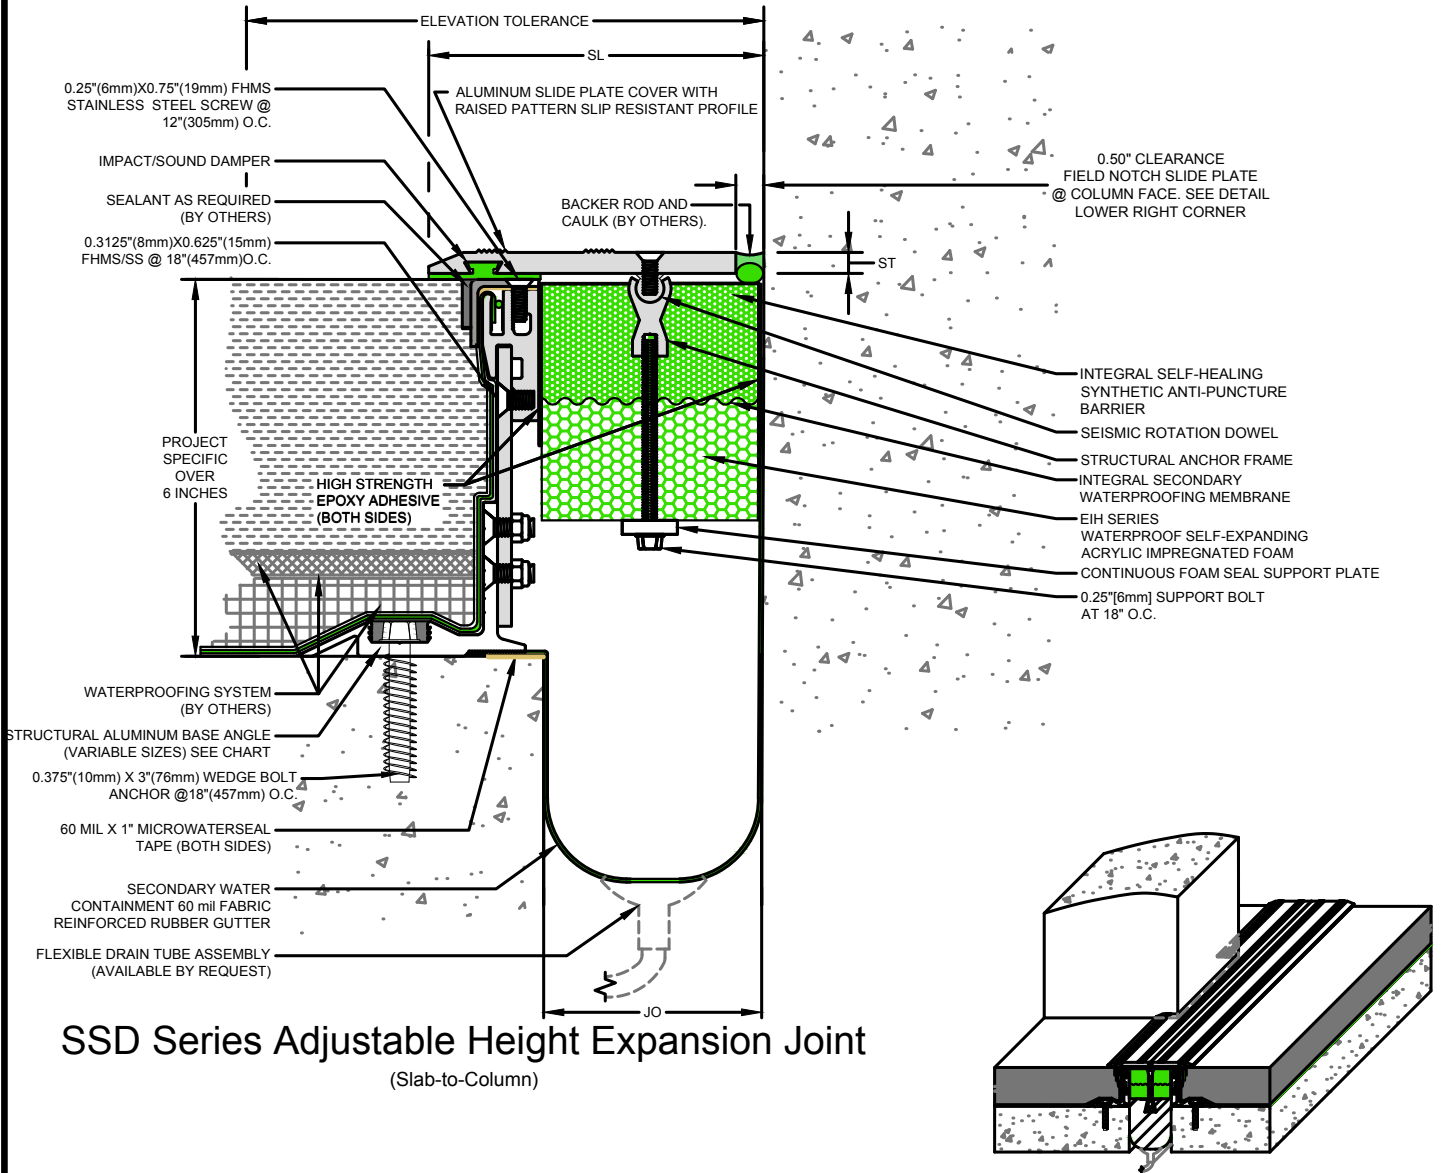 ELEVATION TOLERANCE
SL
0.25"(6mm)X0.75"(19mm) FHMS
STAINLESS STEEL SCREW @
12"(305mm) O.C.
ALUMINUM SLIDE PLATE COVER WITH
RAISED PATTERN SLIP RESISTANT PROFILE
IMPACT/SOUND DAMPER
0.50" CLEARANCE
FIELD NOTCH SLIDE PLATE
@ COLUMN FACE. SEE DETAIL
LOWER RIGHT CORNER
SEALANT AS REQUIRED
(BY OTHERS)
BACKER ROD AND
CAULK (BY OTHERS).
0.3125"(8mm)X0.625"(15mm)
FHMS/SS @ 18"(457mm)O.C.
ST
PROJECT
SPECIFIC
OVER
6 INCHES
HIGH STRENGTH
EPOXY ADHESIVE
(BOTH SIDES)
INTEGRAL SELF-HEALING
SYNTHETIC ANTI-PUNCTURE
BARRIER
SEISMIC ROTATION DOWEL
STRUCTURAL ANCHOR FRAME
INTEGRAL SECONDARY
WATERPROOFING MEMBRANE
EIH SERIES
WATERPROOF SELF-EXPANDING
ACRYLIC IMPREGNATED FOAM
CONTINUOUS FOAM SEAL SUPPORT PLATE
0.25"[6mm] SUPPORT BOLT
AT 18" O.C.
WATERPROOFING SYSTEM
(BY OTHERS)
STRUCTURAL ALUMINUM BASE ANGLE
(VARIABLE SIZES) SEE CHART
0.375"(10mm) X 3"(76mm) WEDGE BOLT
ANCHOR @18"(457mm) O.C.
60 MIL X 1" MICROWATERSEAL
TAPE (BOTH SIDES)
SECONDARY WATER
CONTAINMENT 60 mil FABRIC
REINFORCED RUBBER GUTTER
FLEXIBLE DRAIN TUBE ASSEMBLY
(AVAILABLE BY REQUEST)
JO
SSD Series Adjustable Height Expansion Joint
(Slab-to-Column)